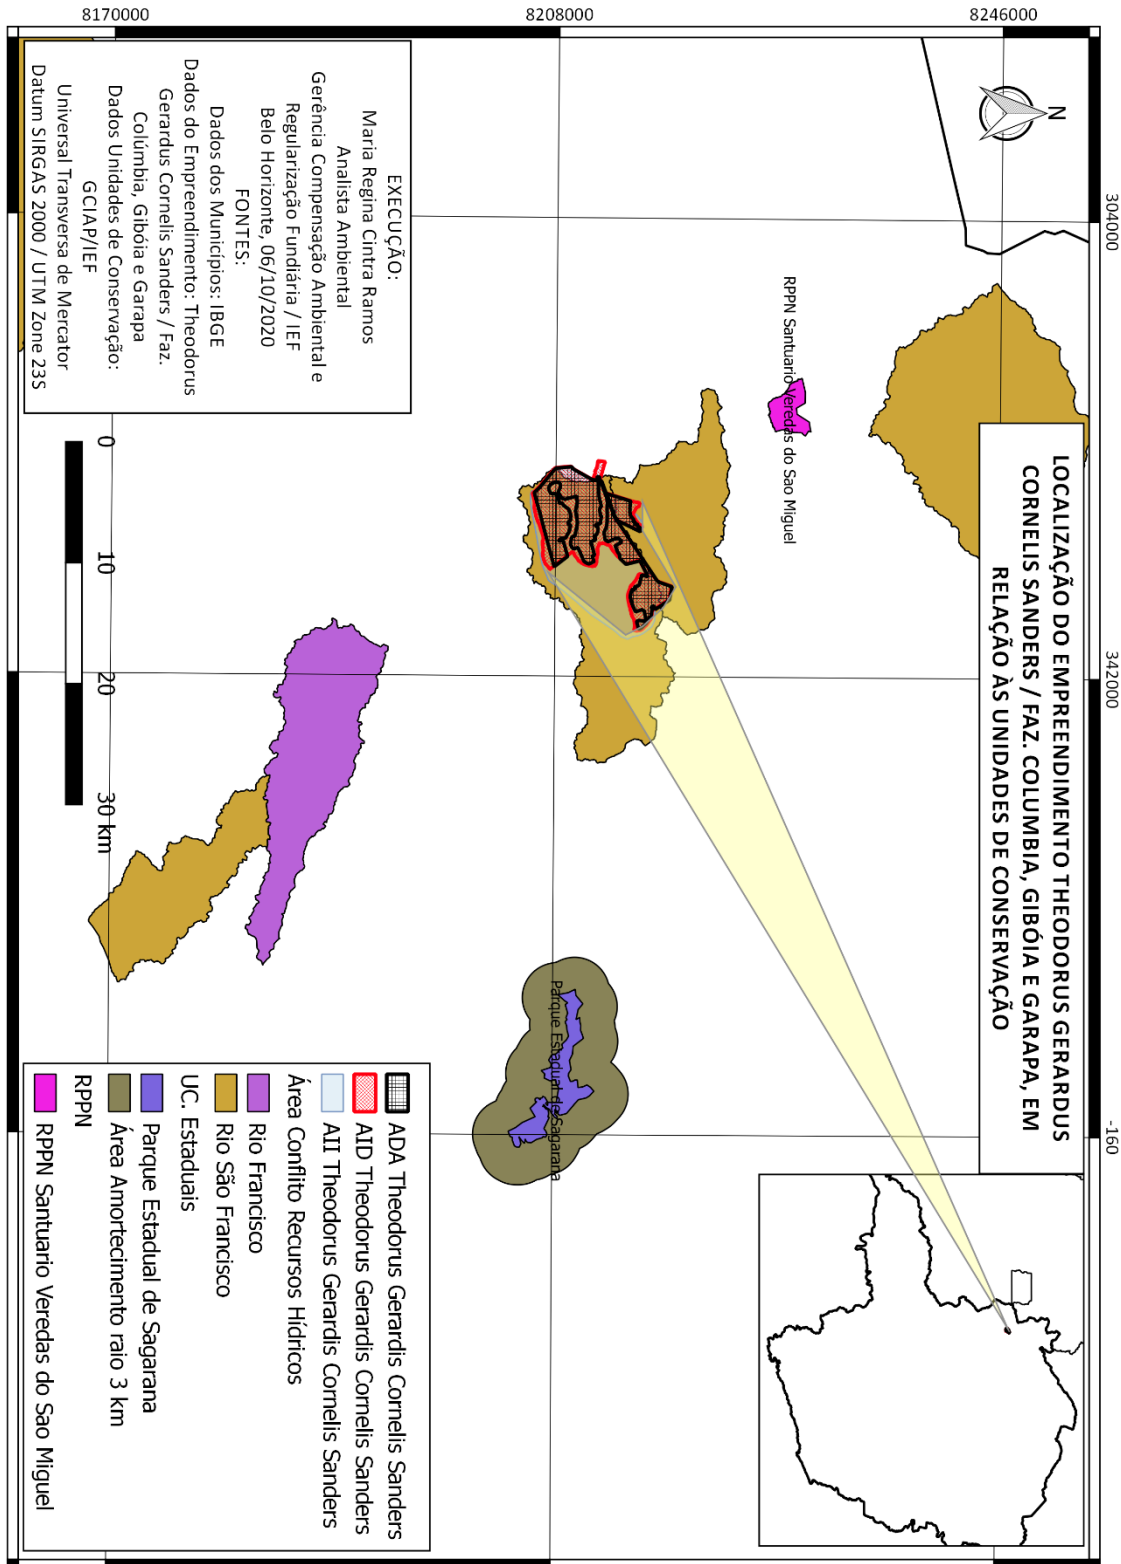 8170000
8208000
8246000
304000
342000
-160
N
LOCALIZAÇÃO DO EMPREENDIMENTO THEODORUS GERARDUS
CORNELIS SANDERS / FAZ. COLUMBIA, GIBÓIA E GARAPA, EM
RELAÇÃO ÀS UNIDADES DE CONSERVAÇÃO
RPPN Santuario Veredas do Sao Miguel
Parque Estadual de Sagarana
EXECUÇÃO:
Maria Regina Cintra Ramos
Analista Ambiental
Gerência Compensação Ambiental e
Regularização Fundiária / IEF
Belo Horizonte, 06/10/2020
FONTES:
Dados dos Municípios: IBGE
Dados do Empreendimento: Theodorus
Gerardus Cornelis Sanders / Faz.
Colúmbia, Gibóia e Garapa
Dados Unidades de Conservação:
GCIAP/IEF
Universal Transversa de Mercator
Datum SIRGAS 2000 / UTM Zone 23S
0 10 20 30 km
ADA Theodorus Gerardis Cornelis Sanders
AID Theodorus Gerardis Cornelis Sanders
AII Theodorus Gerardis Cornelis Sanders
Área Conflito Recursos Hídricos
Rio Francisco
Rio São Francisco
UC. Estaduais
Parque Estadual de Sagarana
Área Amortecimento raio 3 km
RPPN
RPPN Santuario Veredas do Sao Miguel